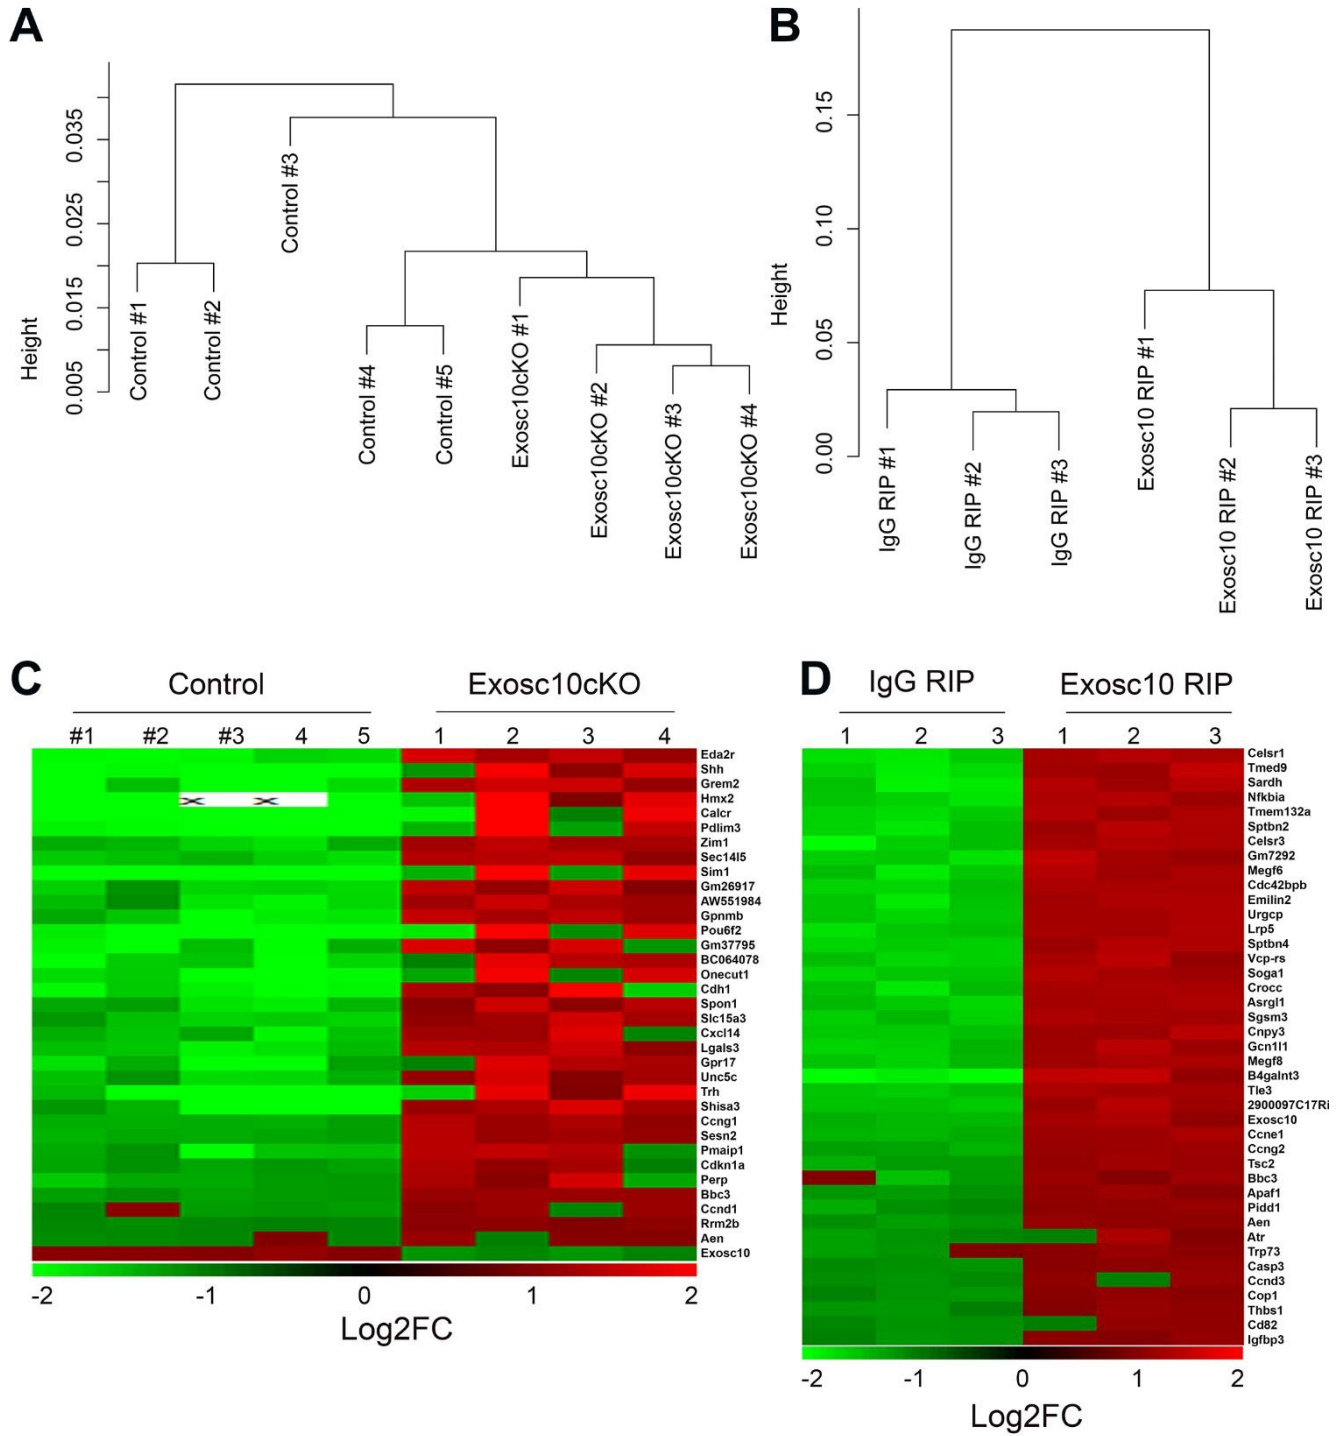 A
Height
0.005
0.015
0.025
0.035
Control #1
Control #2
Control #3
Control #4
Control #5
Exosc10cKO #1
Exosc10cKO #2
Exosc10cKO #3
Exosc10cKO #4
B
Height
0.00
0.05
0.10
0.15
IgG RIP #1
IgG RIP #2
IgG RIP #3
Exosc10 RIP #1
Exosc10 RIP #2
Exosc10 RIP #3
C
Control
Exosc10cKO
#1 #2 #3 4 5 1 2 3 4
Eda2r
Shh
Grem2
Hmx2
Calcr
Pdlim3
Zim1
Sec14l5
Sim1
Gm26917
AW551984
Gpnmb
Pou6f2
Gm37795
BC064078
Onecut1
Cdh1
Spon1
Slc15a3
Cxcl14
Lgals3
Gpr17
Unc5c
Trh
Shisa3
Ccng1
Sesn2
Pmaip1
Cdkn1a
Perp
Bbc3
Ccnd1
Rrm2b
Aen
Exosc10
-2 -1 0 1 2
Log2FC
D
IgG RIP
Exosc10 RIP
1 2 3 1 2 3
Celsr1
Tmed9
Sardh
Nfkbia
Tmem132a
Sptbn2
Celsr3
Gm7292
Megf6
Cdc42bpb
Emilin2
Urgcp
Lrp5
Sptbn4
Vcp-rs
Soga1
Crocc
Asrgl1
Sgsm3
Cnpy3
Gcn1l1
Megf8
B4galnt3
Tle3
2900097C17Ri
Exosc10
Ccne1
Ccng2
Tsc2
Bbc3
Apaf1
Pidd1
Aen
Atr
Trp73
Casp3
Ccnd3
Cop1
Thbs1
Cd82
Igfbp3
-2 -1 0 1 2
Log2FC